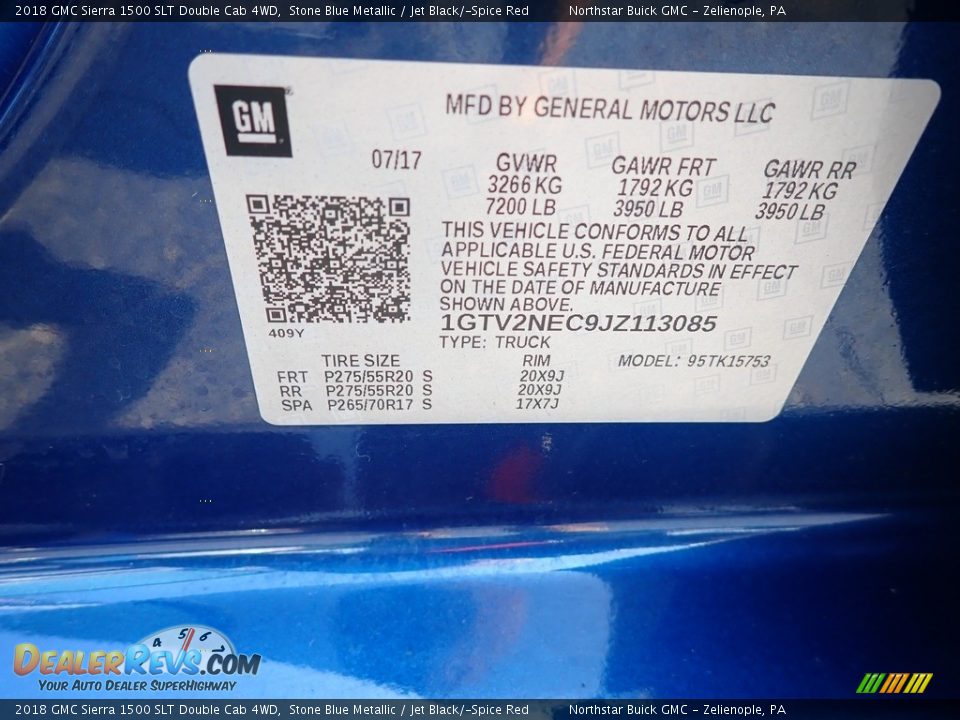 2018 GMC Sierra 1500 SLT Double Cab 4WD, Stone Blue Metallic / Jet Black/­Spice Red Northstar Buick GMC - Zelienople, PA
GM
MFD BY GENERAL MOTORS LLC
07/17 GVWR GAWR FRT GAWR RR
3266 KG 1792 KG 1792 KG
7200 LB 3950 LB 3950 LB
THIS VEHICLE CONFORMS TO ALL
APPLICABLE U.S. FEDERAL MOTOR
VEHICLE SAFETY STANDARDS IN EFFECT
ON THE DATE OF MANUFACTURE
SHOWN ABOVE.
1GTV2NEC9JZ113085
409Y
TYPE: TRUCK
TIRE SIZE RIM MODEL: 95TK15753
FRT P275/55R20 S 20X9J
RR P275/55R20 S 20X9J
SPA P265/70R17 S 17X7J
4 5 6
DEALERREVS.COM
YOUR AUTO DEALER SUPERHIGHWAY
2018 GMC Sierra 1500 SLT Double Cab 4WD, Stone Blue Metallic / Jet Black/­Spice Red Northstar Buick GMC - Zelienople, PA